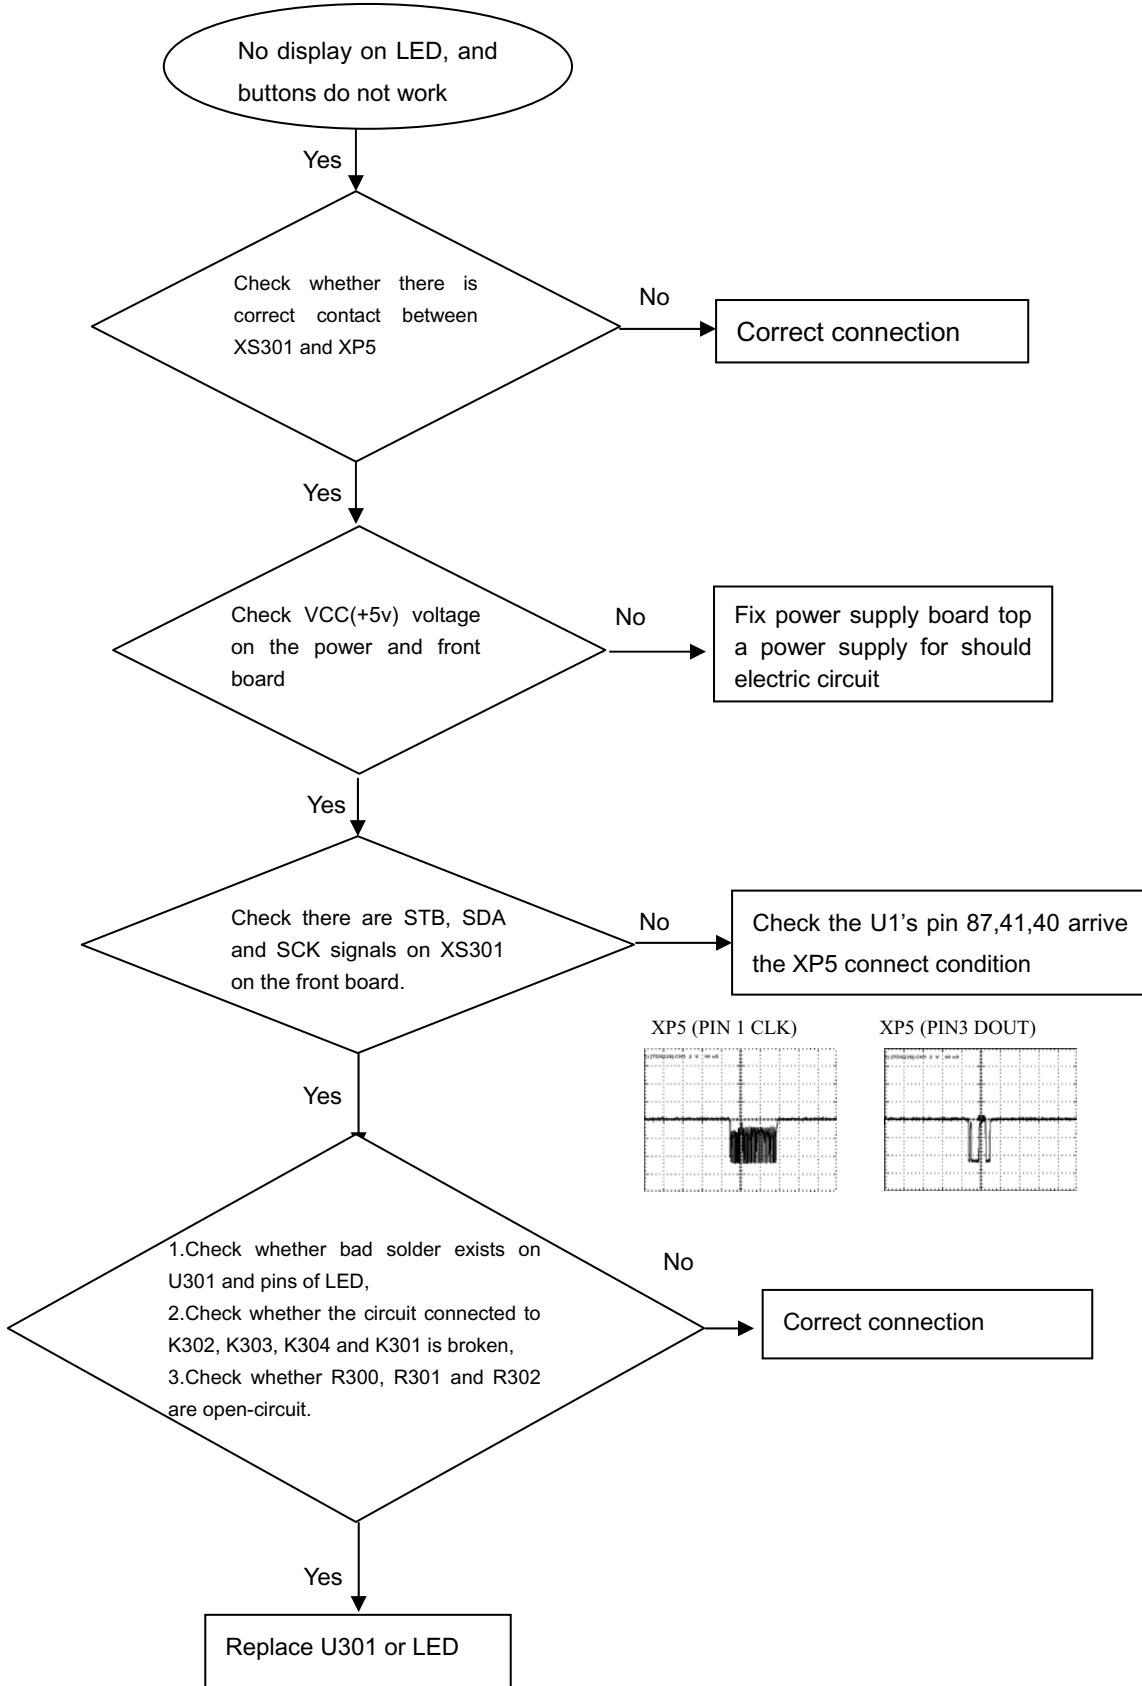 No display on LED, and
buttons do not work
Yes
Check whether there is
correct contact between
XS301 and XP5
No
Correct connection
Yes
Check VCC(+5v) voltage
on the power and front
board
No
Fix power supply board top
a power supply for should
electric circuit
Yes
Check there are STB, SDA
and SCK signals on XS301
on the front board.
No
Check the U1's pin 87,41,40 arrive
the XP5 connect condition
XP5 (PIN 1 CLK)
XP5 (PIN3 DOUT)
Yes
1.Check whether bad solder exists on
U301 and pins of LED,
2.Check whether the circuit connected to
K302, K303, K304 and K301 is broken,
3.Check whether R300, R301 and R302
are open-circuit.
No
Correct connection
Yes
Replace U301 or LED